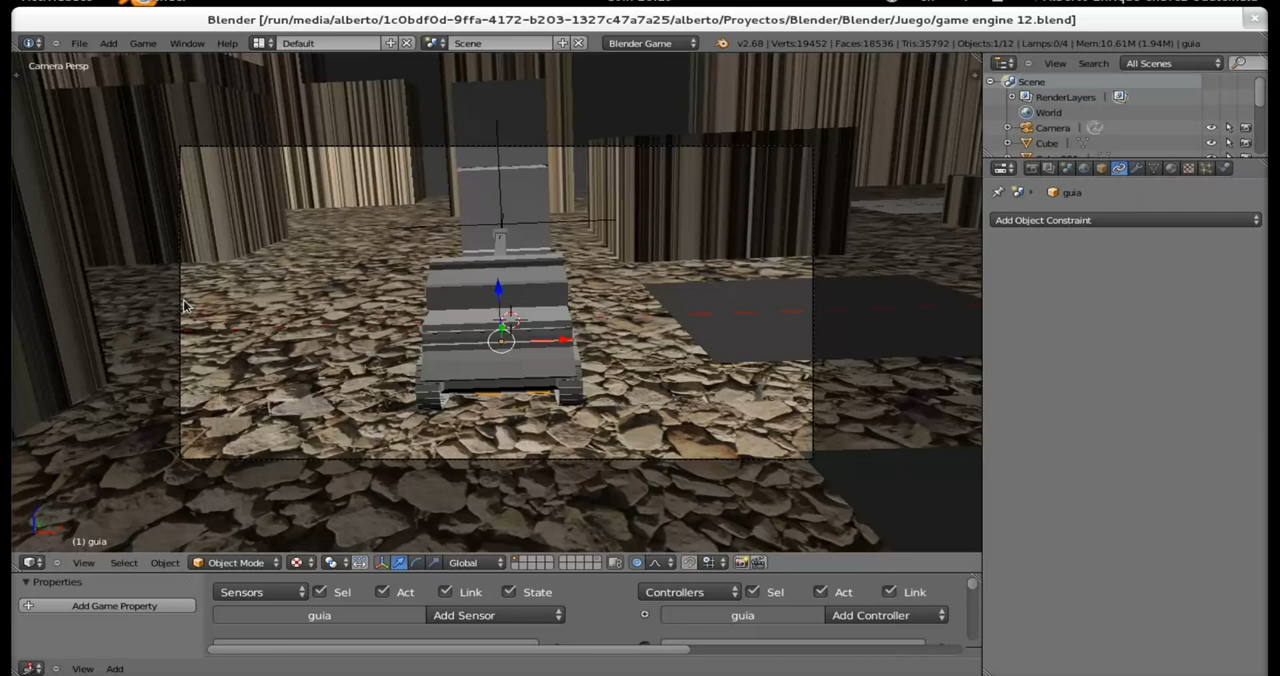 Blender [/run/media/alberto/1c0bdf0d-9ffa-4172-b203-1327c47a7a25/alberto/Proyectos/Blender/Blender/Juego/game engine 12.blend]
File Add Game Window Help Default Scene Blender Game v2.68 | Verts:19452 | Faces:18536 | Tris:35792 | Objects:1/12 | Lamps:0/4 | Mem:10.61M (1.94M) | guia
Camera Persp
View Search All Scenes
Scene
RenderLayers
World
Camera
Cube
guia
Add Object Constraint
(1) guia
View Select Object Object Mode Global
Properties
Add Game Property
Sensors Sel Act Link State
guia Add Sensor
Controllers Sel Act Link
guia Add Controller
View Add